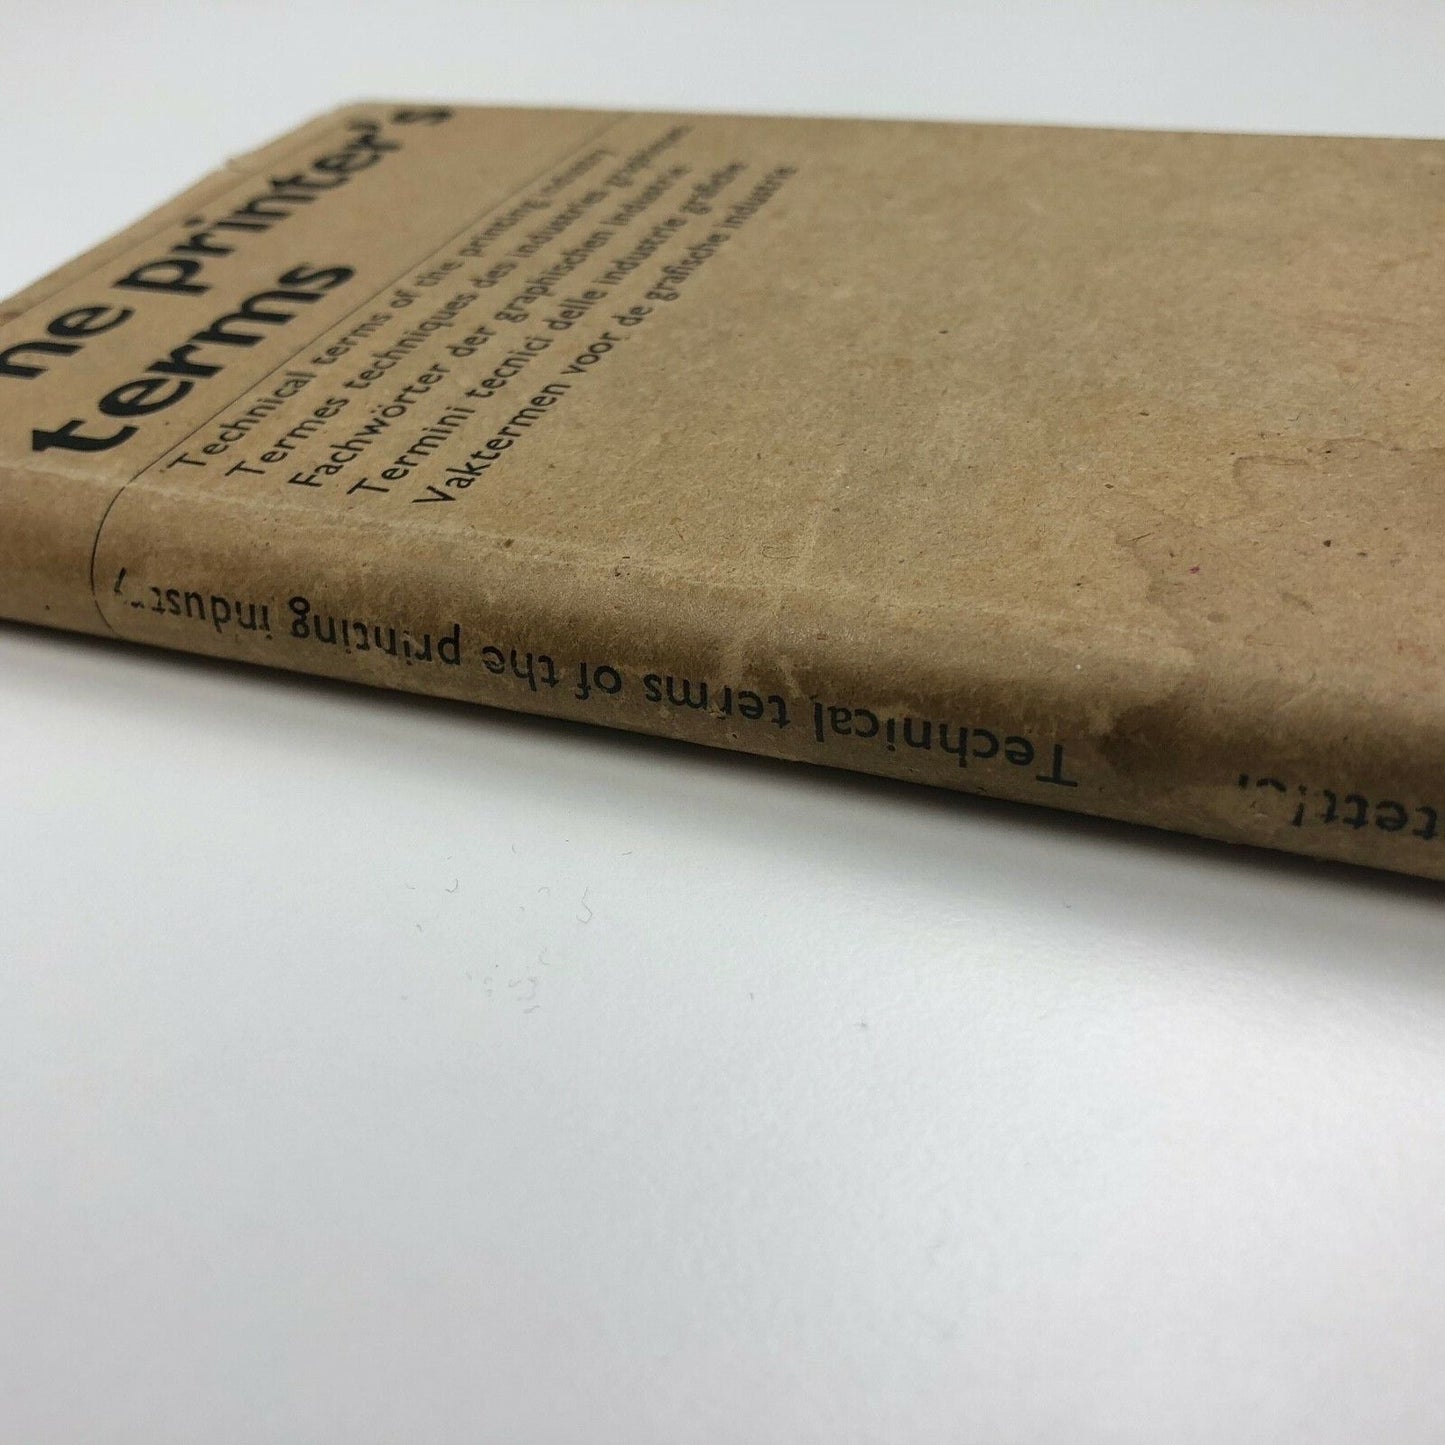 he printer's
terms
Technical terms of the printing industry
Termes techniques des industries graphiques
Fachwörter der graphischen industrie
Termini tecnici delle industrie grafiche
Vaktermen voor de grafische industrie
Technical terms of the printing industry